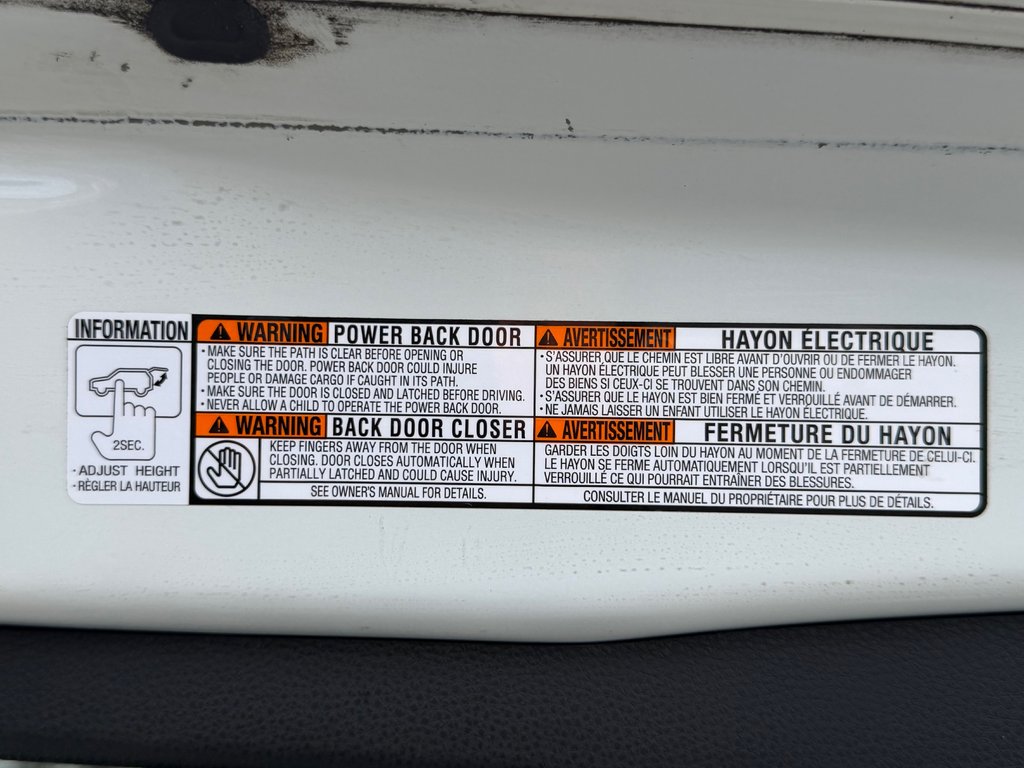 INFORMATION
2SEC.
· ADJUST HEIGHT
· RÈGLER LA HAUTEUR
WARNING POWER BACK DOOR
· MAKE SURE THE PATH IS CLEAR BEFORE OPENING OR
CLOSING THE DOOR. POWER BACK DOOR COULD INJURE
PEOPLE OR DAMAGE CARGO IF CAUGHT IN ITS PATH.
· MAKE SURE THE DOOR IS CLOSED AND LATCHED BEFORE DRIVING.
· NEVER ALLOW A CHILD TO OPERATE THE POWER BACK DOOR.
WARNING BACK DOOR CLOSER
KEEP FINGERS AWAY FROM THE DOOR WHEN
CLOSING. DOOR CLOSES AUTOMATICALLY WHEN
PARTIALLY LATCHED AND COULD CAUSE INJURY.
SEE OWNER'S MANUAL FOR DETAILS.
AVERTISSEMENT HAYON ÉLECTRIQUE
· S'ASSURER QUE LE CHEMIN EST LIBRE AVANT D'OUVRIR OU DE FERMER LE HAYON.
UN HAYON ÉLECTRIQUE PEUT BLESSER UNE PERSONNE OU ENDOMMAGER
DES BIENS SI CEUX-CI SE TROUVENT DANS SON CHEMIN.
· S'ASSURER QUE LE HAYON EST BIEN FERMÉ ET VERROUILLÉ AVANT DE DÉMARRER.
· NE JAMAIS LAISSER UN ENFANT UTILISER LE HAYON ÉLECTRIQUE.
AVERTISSEMENT FERMETURE DU HAYON
GARDER LES DOIGTS LOIN DU HAYON AU MOMENT DE LA FERMETURE DE CELUI-CI.
LE HAYON SE FERME AUTOMATIQUEMENT LORSQU'IL EST PARTIELLEMENT
VERROUILLÉ CE QUI POURRAIT ENTRAÎNER DES BLESSURES.
CONSULTER LE MANUEL DU PROPRIÉTAIRE POUR PLUS DE DÉTAILS.